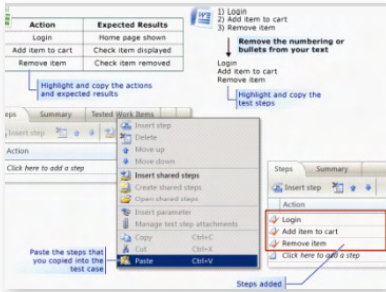 Action Expected Results
Login Home page shown
Add item to cart Check item displayed
Remove item Check item removed
Highlight and copy the actions
and expected results
1) Login
2) Add item to cart
3) Remove item
Remove the numbering or
bullets from your text
Login
Add item to cart
Remove item
Highlight and copy the
test steps
eps Summary Tested Work Items
Insert step
Action
Click here to add a step
Insert step
Delete
Move up
Move down
Insert shared steps
Create shared steps
Open shared steps
Insert parameter
Manage test step attachments
Copy Ctrl+C
Cut Ctrl+X
Paste Ctrl+V
Paste the steps that
you copied into the
test case
Steps Summary
Insert step
Action
Login
Add item to cart
Remove item
Click here to add a step
Steps added